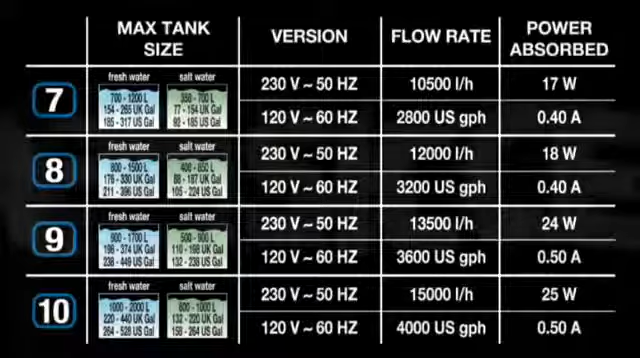 MAX TANK SIZE
VERSION
FLOW RATE
POWER ABSORBED
7
fresh water
700 - 1200 L
154 - 265 UK Gal
185 - 317 US Gal
salt water
350 - 700 L
77 - 154 UK Gal
92 - 185 US Gal
230 V ~ 50 HZ
10500 l/h
17 W
120 V ~ 60 HZ
2800 US gph
0.40 A
8
fresh water
800 - 1500 L
176 - 330 UK Gal
211 - 396 US Gal
salt water
400 - 850 L
88 - 187 UK Gal
105 - 224 US Gal
230 V ~ 50 HZ
12000 l/h
18 W
120 V ~ 60 HZ
3200 US gph
0.40 A
9
fresh water
900 - 1700 L
198 - 374 UK Gal
238 - 449 US Gal
salt water
500 - 900 L
110 - 198 UK Gal
132 - 238 US Gal
230 V ~ 50 HZ
13500 l/h
24 W
120 V ~ 60 HZ
3600 US gph
0.50 A
10
fresh water
1000 - 2000 L
220 - 440 UK Gal
264 - 528 US Gal
salt water
600 - 1000 L
132 - 220 UK Gal
158 - 264 US Gal
230 V ~ 50 HZ
15000 l/h
25 W
120 V ~ 60 HZ
4000 US gph
0.50 A